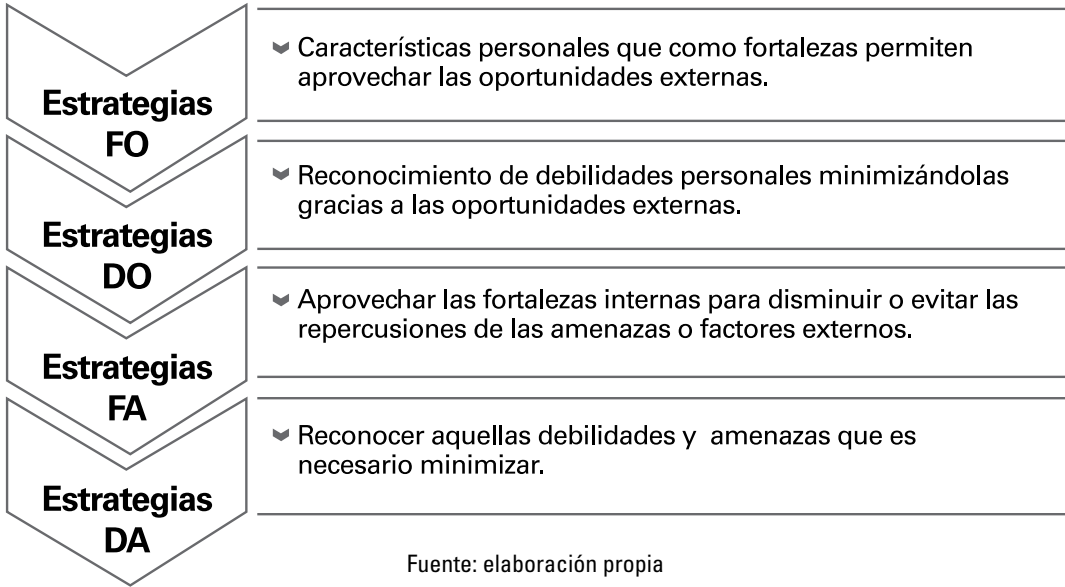 Estrategias
FO
Características personales que como fortalezas permiten
aprovechar las oportunidades externas.
Estrategias
DO
Reconocimiento de debilidades personales minimizándolas
gracias a las oportunidades externas.
Estrategias
FA
Aprovechar las fortalezas internas para disminuir o evitar las
repercusiones de las amenazas o factores externos.
Estrategias
DA
Reconocer aquellas debilidades y amenazas que es
necesario minimizar.
Fuente: elaboración propia